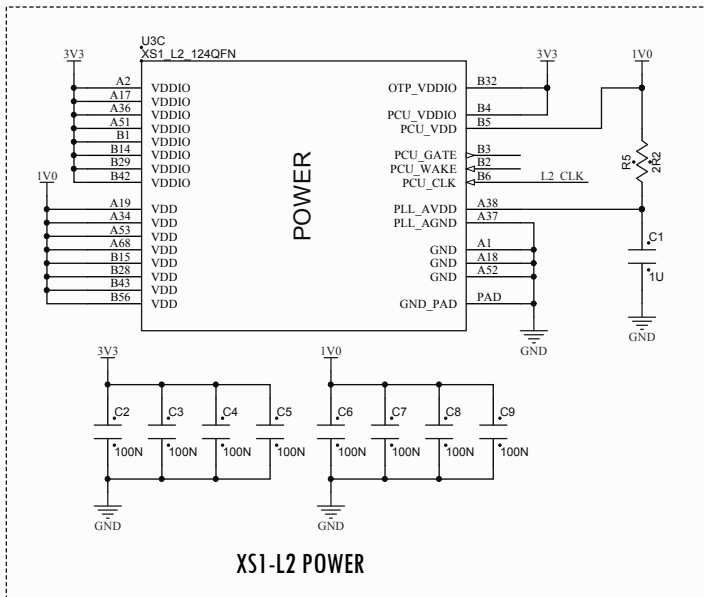 U3C
XS1_L2_124QFN
3V3
3V3
1V0
A2 VDDIO
A17 VDDIO
A36 VDDIO
A51 VDDIO
B1 VDDIO
B14 VDDIO
B29 VDDIO
B42 VDDIO
1V0
A19 VDD
A34 VDD
A53 VDD
A68 VDD
B15 VDD
B28 VDD
B43 VDD
B56 VDD
POWER
OTP_VDDIO B32
PCU_VDDIO B4
PCU_VDD B5
PCU_GATE B3
PCU_WAKE B2
PCU_CLK B6 L2_CLK
PLL_AVDD A38
PLL_AGND A37
GND A1
GND A18
GND A52
GND_PAD PAD
GND
R5
2R2
C1
1U
GND
3V3
C2
100N
C3
100N
C4
100N
C5
100N
GND
1V0
C6
100N
C7
100N
C8
100N
C9
100N
GND
XS1-L2 POWER